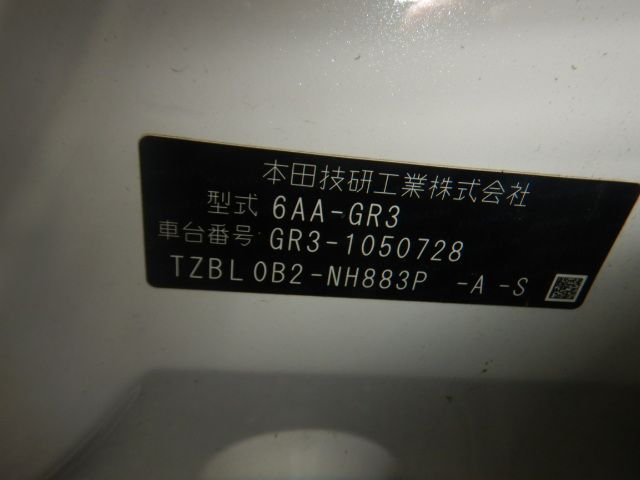 本田技研工業株式会社
型式 6AA-GR3
車台番号 GR3-1050728
TZBL0B2-NH883P -A -S